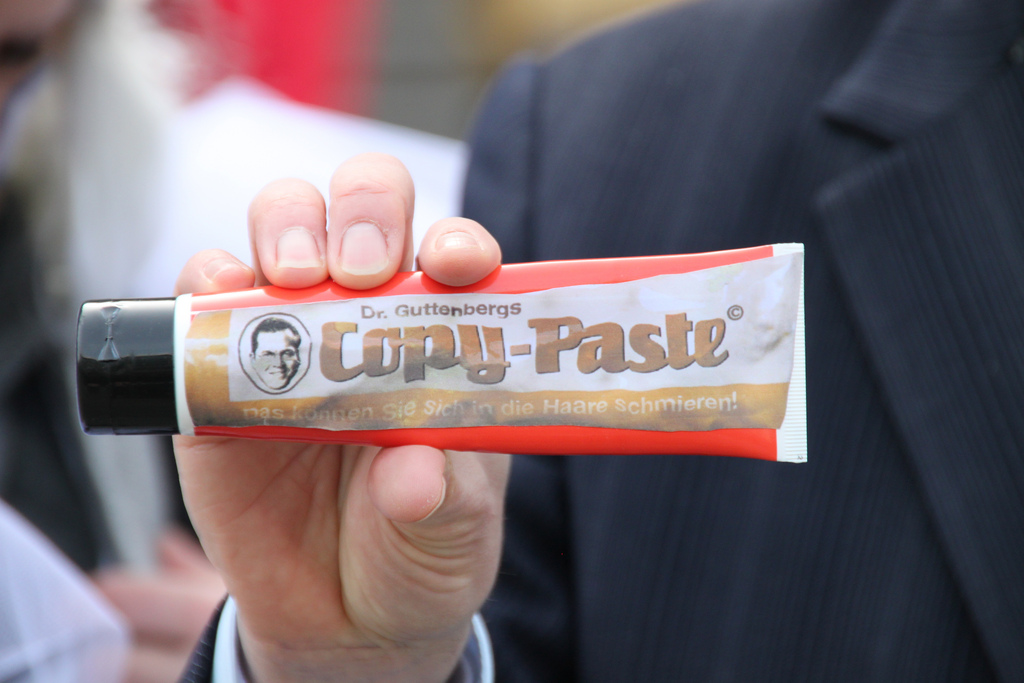 Dr. Guttenbergs
Copy-Paste©
Das können Sie Sich in die Haare schmieren!